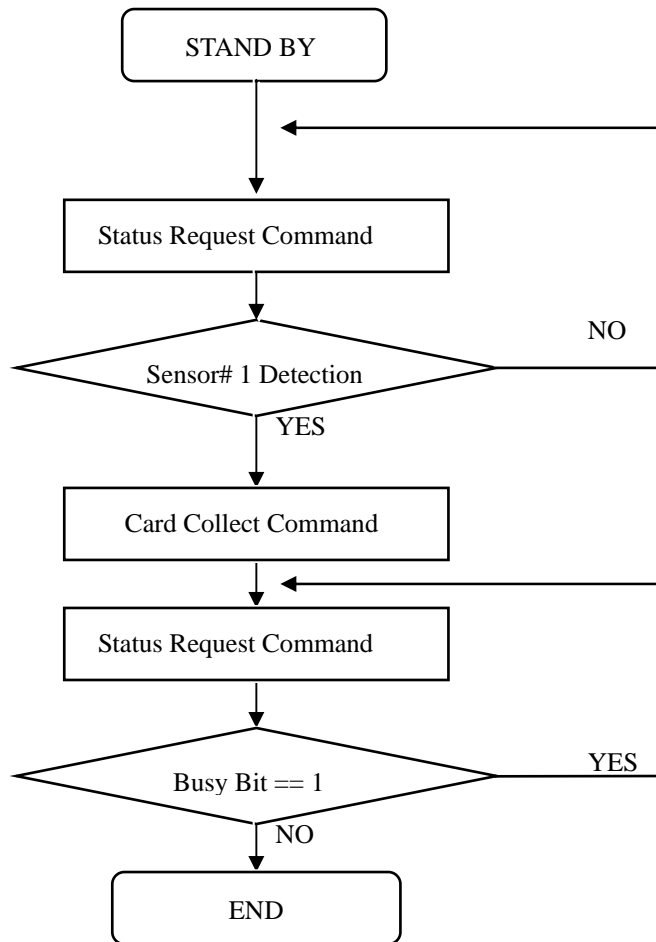 STAND BY
Status Request Command
NO
Sensor# 1 Detection
YES
Card Collect Command
Status Request Command
YES
Busy Bit == 1
NO
END